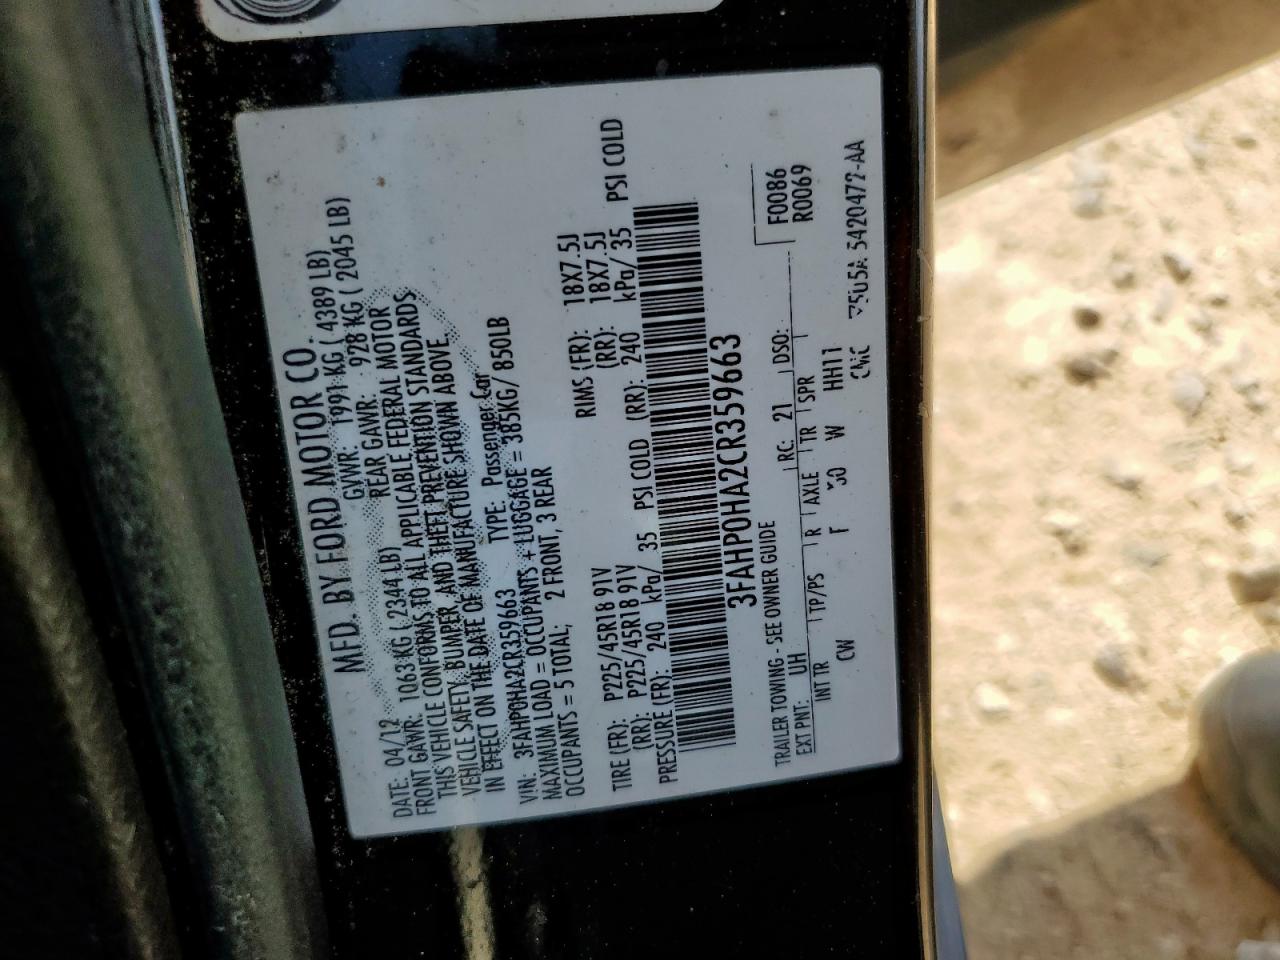 MFD. BY FORD MOTOR CO.
DATE: 04/12 GVWR: 1991 KG ( 4389 LB)
FRONT GAWR: 1063 KG ( 2344 LB) REAR GAWR: 928 KG ( 2045 LB)
THIS VEHICLE CONFORMS TO ALL APPLICABLE FEDERAL MOTOR
VEHICLE SAFETY, BUMPER, AND THEFT PREVENTION STANDARDS
IN EFFECT ON THE DATE OF MANUFACTURE SHOWN ABOVE.
VIN: 3FAHP0HA2CR359663 TYPE: Passenger Car
MAXIMUM LOAD = OCCUPANTS + LUGGAGE = 385KG/ 850LB
OCCUPANTS = 5 TOTAL, 2 FRONT, 3 REAR
TIRE (FR): P225/45R18 91V RIMS (FR): 18X7.5J
(RR): P225/45R18 91V (RR): 18X7.5J
PRESSURE (FR): 240 kPa/ 35 PSI COLD (RR): 240 kPa/ 35 PSI COLD
3FAHP0HA2CR359663
TRAILER TOWING - SEE OWNER GUIDE F0086
EXT PNT: UH RC: 21 DSO: R0069
INT TR TP/PS R AXLE TR SPR
CW F W HH11
CMC 5420472-AA